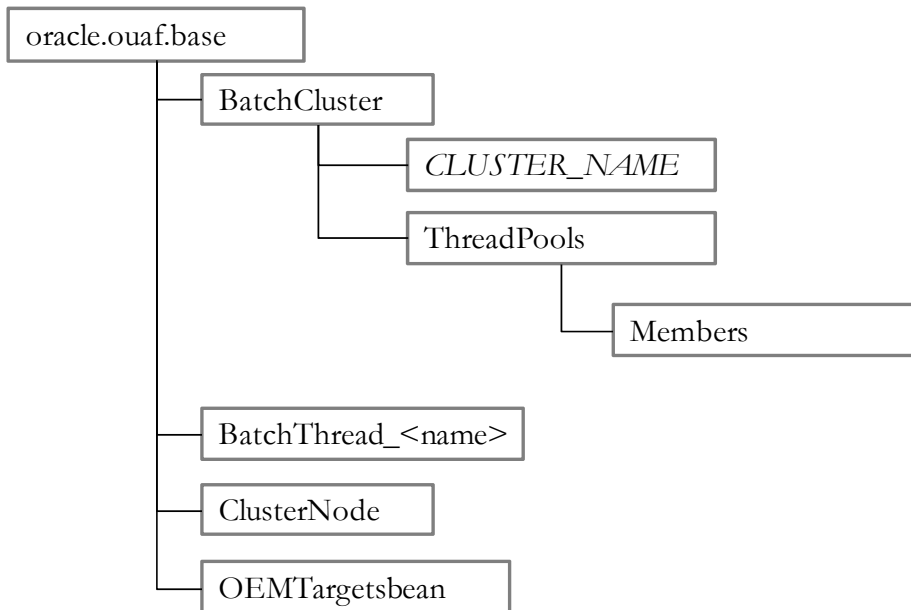 oracle.ouaf.base
BatchCluster
CLUSTER_NAME
ThreadPools
Members
BatchThread_<name>
ClusterNode
OEMTargetsbean